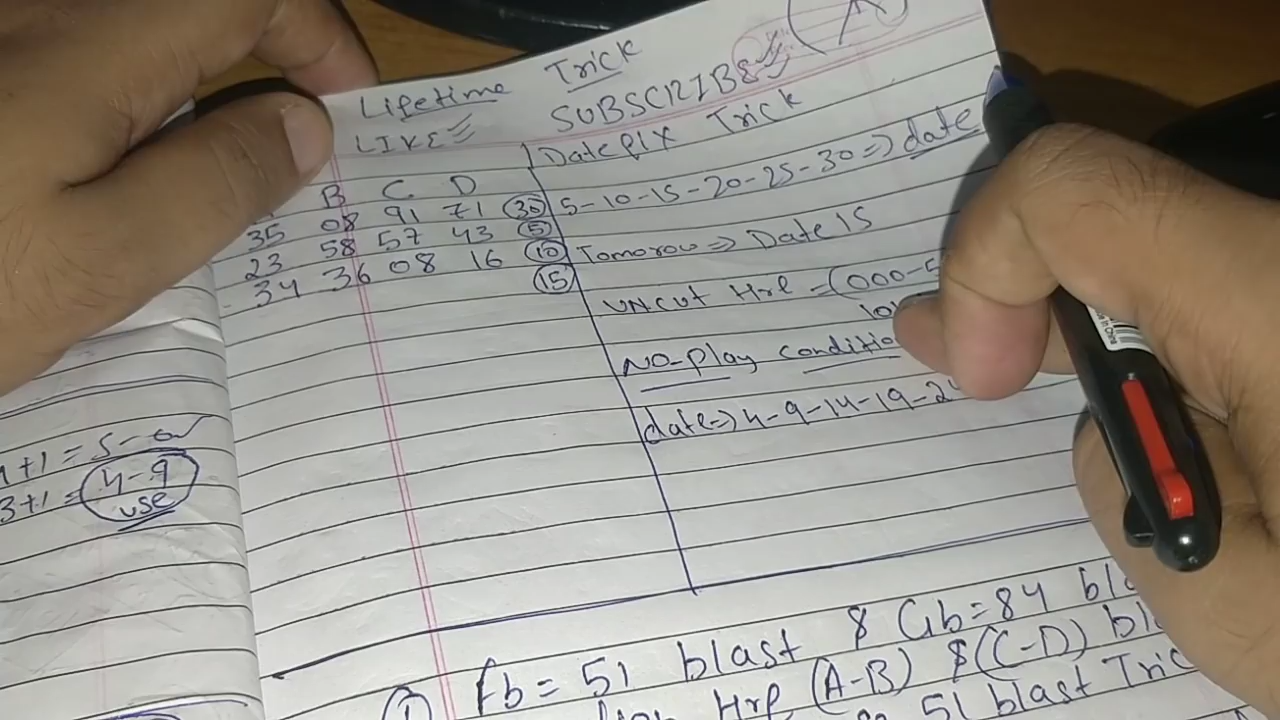 Lifetime Trick
LIKE SUBSCRIBE
(A)
Datefix Trick
B C D
35 08 91 71 30
23 58 57 43 5
34 36 08 16 10
15
5-10-15-20-25-30=> date
Tomorow => Date 15
UNCUT Hrf =(000-5
NO-Play condition
date=> 4-9-14-19-2
+1 = 5-
3+1 = 4-9
use
① fb = 51 blast & Gb=84
Hrf (A-B) $ (C-D)
51 blast